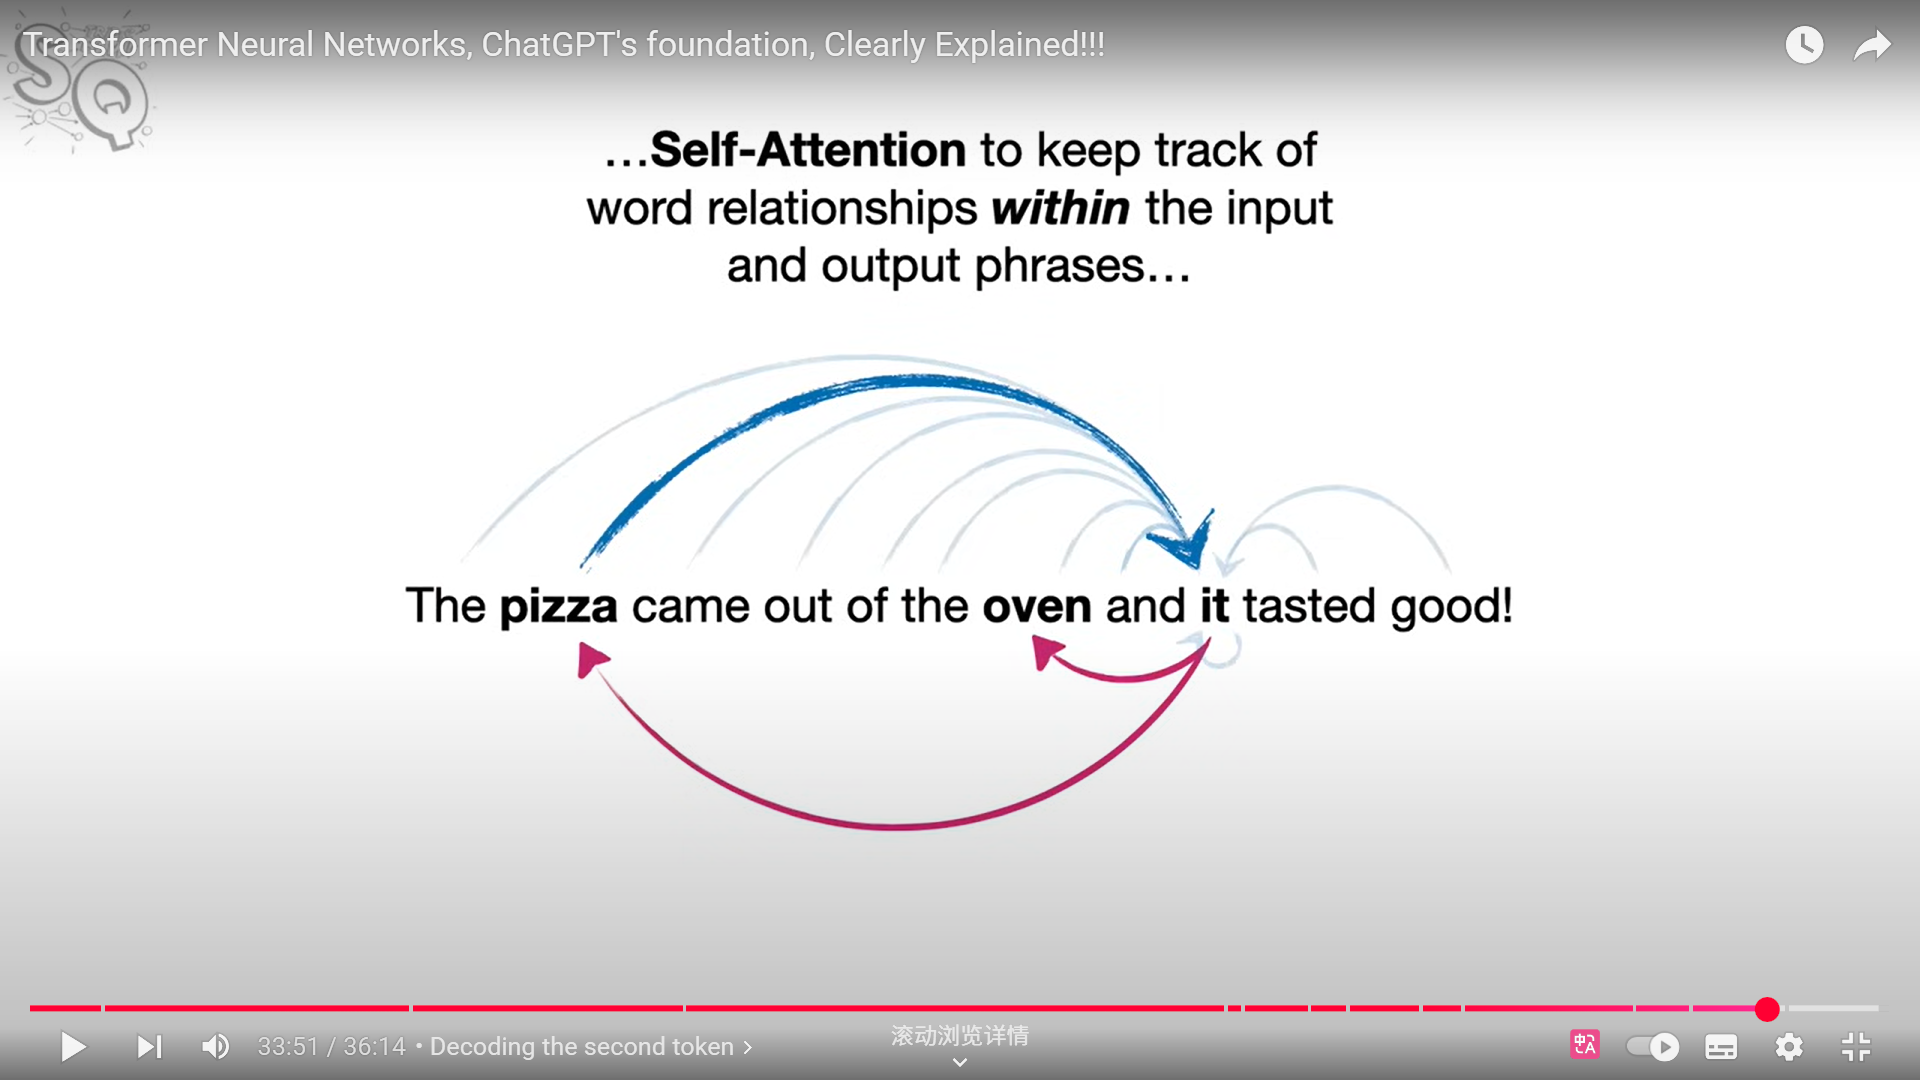 Transformer Neural Networks, ChatGPT's foundation, Clearly Explained!!!
SQ
…Self-Attention to keep track of
word relationships within the input
and output phrases…
The pizza came out of the oven and it tasted good!
滚动浏览详情
33:51 / 36:14 • Decoding the second token
中
A